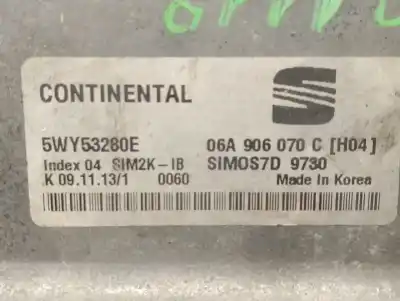 CONTINENTAL
5WY53280E 06A 906 070 C [H04]
Index 04 SIM2K-IB SIMOS7D 9730
K 09.11.13/1 0060 Made In Korea